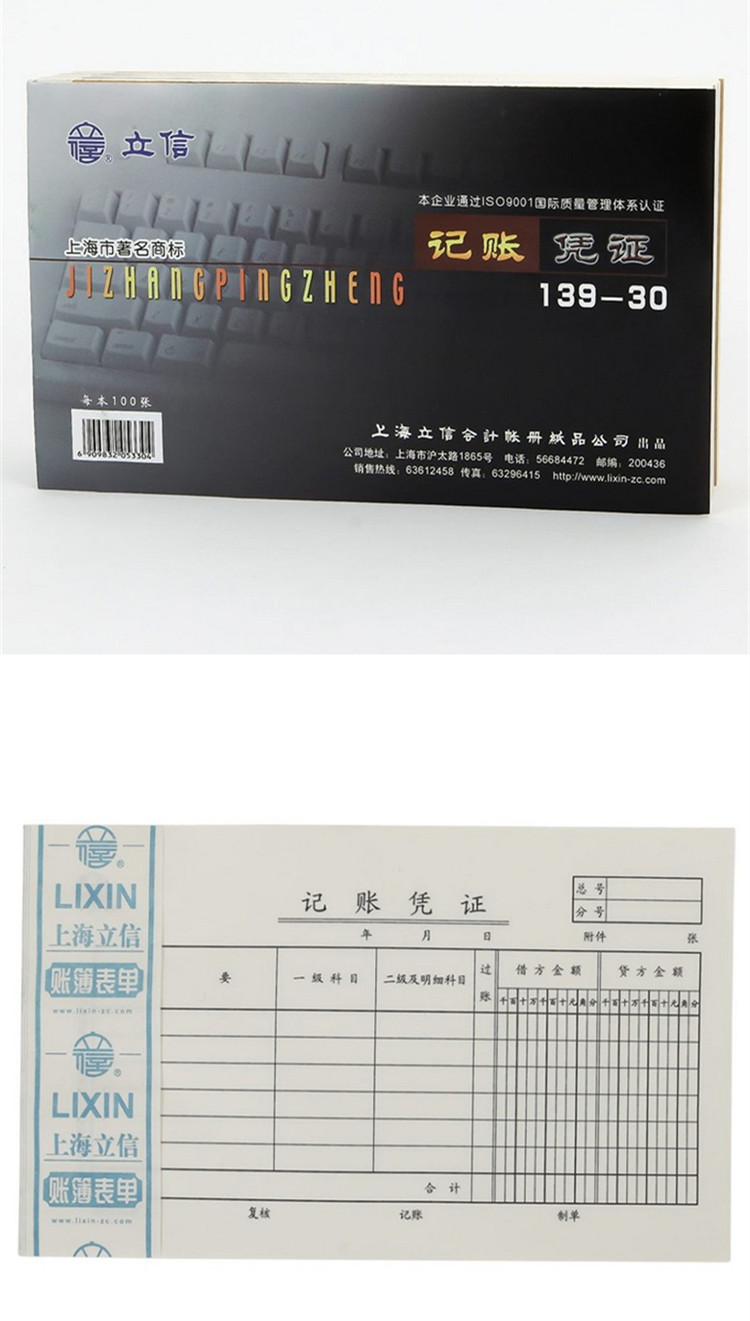 立信
®
本企业通过ISO9001国际质量管理体系认证
记账凭证
上海市著名商标
JIZHANGPINGZHENG
139-30
每本100张
6 909832 053304
上海立信会计帐册纸品公司 出品
公司地址：上海市沪太路1865号 电话：56684472 邮编：200436
销售热线：63612458 传真：63296415 http://www.lixin-zc.com
®
LIXIN
上海立信
账簿表单
www.lixin-zc.com
®
LIXIN
上海立信
账簿表单
www.lixin-zc.com
记账凭证
总号
分号
年 月 日 附件 张
要 一级科目 二级及明细科目 过账 借方金额 贷方金额
千百十万千百十元角分 千百十万千百十元角分
合计
复核 记账 制单